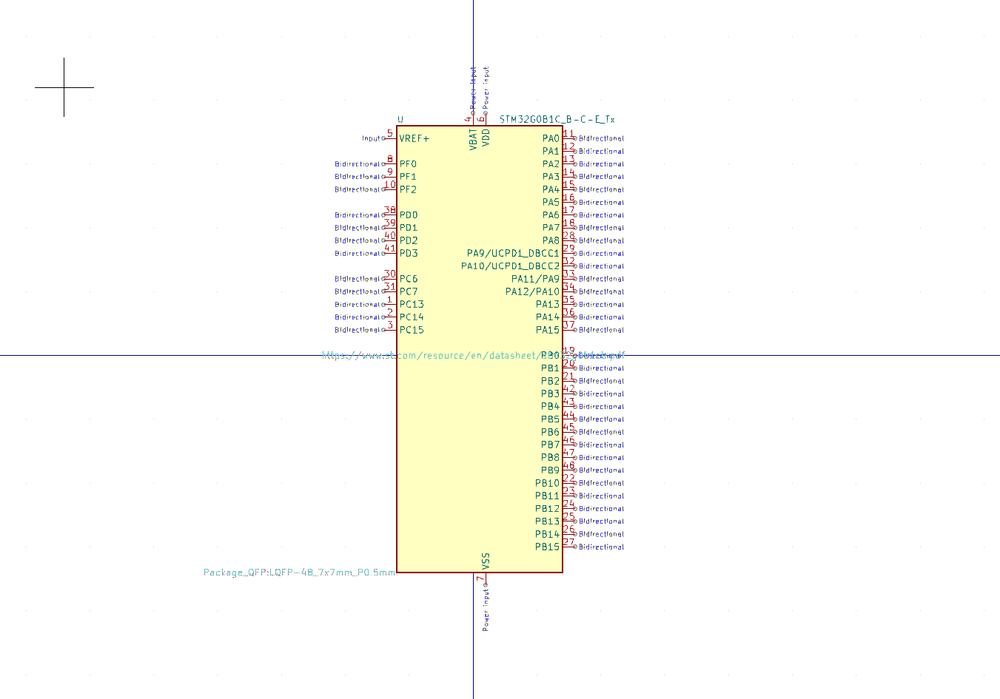 Power input Power input
U STM32G0B1C_B-C-E_Tx
4 6
VBAT VDD
Input 5 VREF+ PA0 11 Bidirectional
PA1 12 Bidirectional
Bidirectional 8 PF0 PA2 13 Bidirectional
Bidirectional 9 PF1 PA3 14 Bidirectional
Bidirectional 10 PF2 PA4 15 Bidirectional
PA5 16 Bidirectional
Bidirectional 38 PD0 PA6 17 Bidirectional
Bidirectional 39 PD1 PA7 18 Bidirectional
Bidirectional 40 PD2 PA8 28 Bidirectional
Bidirectional 41 PD3 PA9/UCPD1_DBCC1 29 Bidirectional
PA10/UCPD1_DBCC2 32 Bidirectional
Bidirectional 30 PC6 PA11/PA9 33 Bidirectional
Bidirectional 31 PC7 PA12/PA10 34 Bidirectional
Bidirectional 1 PC13 PA13 35 Bidirectional
Bidirectional 2 PC14 PA14 36 Bidirectional
Bidirectional 3 PC15 PA15 37 Bidirectional
https://www.st.com/resource/en/datasheet/ PB0 19 Bidirectional
PB1 20 Bidirectional
PB2 21 Bidirectional
PB3 42 Bidirectional
PB4 43 Bidirectional
PB5 44 Bidirectional
PB6 45 Bidirectional
PB7 46 Bidirectional
PB8 47 Bidirectional
PB9 48 Bidirectional
PB10 22 Bidirectional
PB11 23 Bidirectional
PB12 24 Bidirectional
PB13 25 Bidirectional
PB14 26 Bidirectional
PB15 27 Bidirectional
VSS
Package_QFP:LQFP-48_7x7mm_P0.5mm
7
Power input